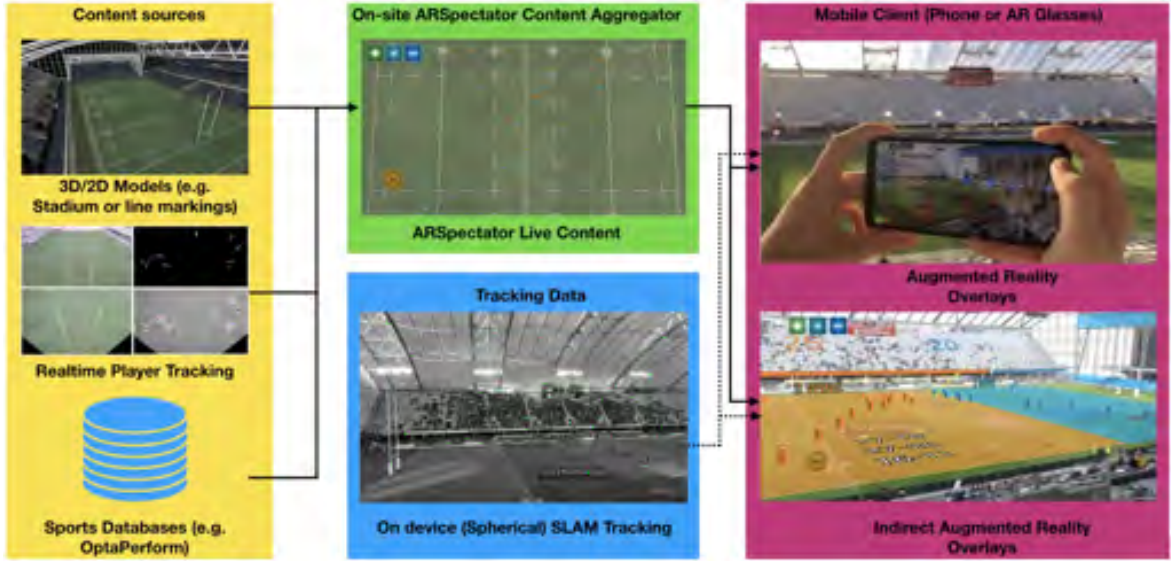 Content sources
3D/2D Models (e.g.
Stadium or line markings)
Realtime Player Tracking
Sports Databases (e.g.
OptaPerform)
On-site ARSpectator Content Aggregator
ARSpectator Live Content
Tracking Data
On device (Spherical) SLAM Tracking
Mobile Client (Phone or AR Glasses)
Augmented Reality
Overlays
20
Indirect Augmented Reality
Overlays